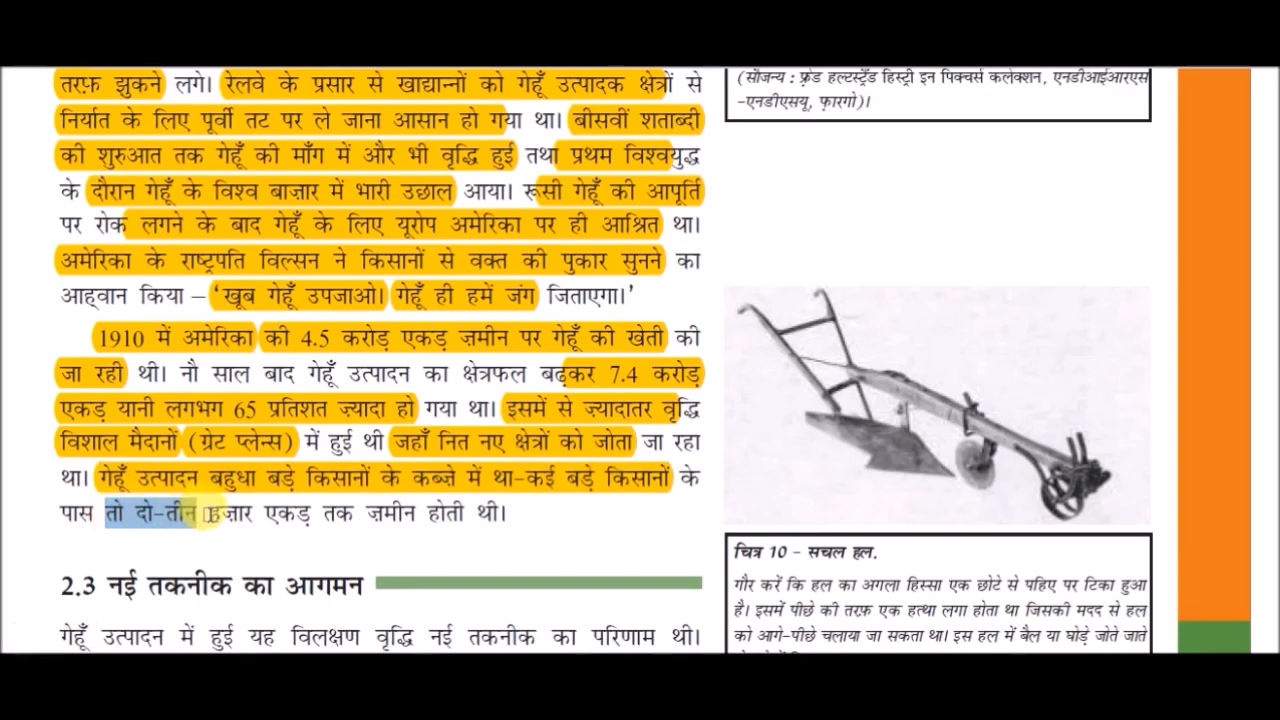 तरफ़ झुकने लगे। रेलवे के प्रसार से खाद्यान्नों को गेहूँ उत्पादक क्षेत्रों से
निर्यात के लिए पूर्वी तट पर ले जाना आसान हो गया था। बीसवीं शताब्दी
की शुरुआत तक गेहूँ की माँग में और भी वृद्धि हुई तथा प्रथम विश्वयुद्ध
के दौरान गेहूँ के विश्व बाज़ार में भारी उछाल आया। रूसी गेहूँ की आपूर्ति
पर रोक लगने के बाद गेहूँ के लिए यूरोप अमेरिका पर ही आश्रित था।
अमेरिका के राष्ट्रपति विल्सन ने किसानों से वक्त की पुकार सुनने का
आह्वान किया – 'खूब गेहूँ उपजाओ। गेहूँ ही हमें जंग जिताएगा।'
1910 में अमेरिका की 4.5 करोड़ एकड़ ज़मीन पर गेहूँ की खेती की
जा रही थी। नौ साल बाद गेहूँ उत्पादन का क्षेत्रफल बढ़कर 7.4 करोड़
एकड़ यानी लगभग 65 प्रतिशत ज़्यादा हो गया था। इसमें से ज्यादातर वृद्धि
विशाल मैदानों (ग्रेट प्लेन्स) में हुई थी जहाँ नित नए क्षेत्रों को जोता जा रहा
था। गेहूँ उत्पादन बहुधा बड़े किसानों के कब्ज़े में था-कई बड़े किसानों के
पास तो दो-तीन हज़ार एकड़ तक ज़मीन होती थी।
2.3 नई तकनीक का आगमन
गेहूँ उत्पादन में हुई यह विलक्षण वृद्धि नई तकनीक का परिणाम थी।
(सौजन्य : फ़्रेड हल्टस्ट्रैंड हिस्ट्री इन पिक्चर्स कलेक्शन, एनडीआईआरएस
-एनडीएसयू, फ़ारगो)।
चित्र 10 - सचल हल.
गौर करें कि हल का अगला हिस्सा एक छोटे से पहिए पर टिका हुआ
है। इसमें पीछे की तरफ़ एक हत्था लगा होता था जिसकी मदद से हल
को आगे-पीछे चलाया जा सकता था। इस हल में बैल या घोड़े जोते जाते